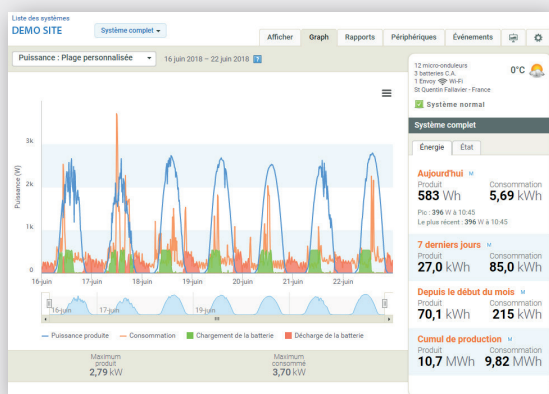 Liste des systèmes
DEMO SITE
Système complet
Afficher Graph Rapports Périphériques Événements
Puissance : Plage personnalisée
16 juin 2018 – 22 juin 2018 ?
12 micro-onduleurs
3 batteries C.A.
1 Envoy Wi-Fi
St Quentin Fallavier - France
0°C
Système normal
Système complet
Énergie État
Puissance (W)
3k
2k
1k
0
16-juin 17-juin 18-juin 19-juin 20-juin 21-juin 22-juin
16-juin 17-juin 19-juin
Puissance produite Consommation Chargement de la batterie Décharge de la batterie
Maximum produit
2,79 kW
Maximum consommé
3,70 kW
Aujourd'hui M
Produit Consommation
583 Wh 5,69 kWh
Pic : 396 W à 10:45
Le plus récent : 396 W à 10:45
7 derniers jours M
Produit Consommation
27,0 kWh 85,0 kWh
Depuis le début du mois M
Produit Consommation
70,1 kWh 215 kWh
Cumul de production M
Produit Consommation
10,7 MWh 9,82 MWh